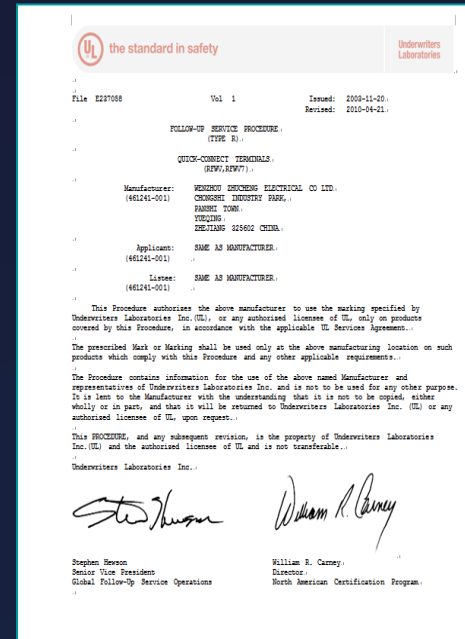 UL the standard in safety
Underwriters
Laboratories
File E237058 Vol 1 Issued: 2003-11-20
Revised: 2010-04-21
FOLLOW-UP SERVICE PROCEDURE
(TYPE R)
QUICK-CONNECT TERMINALS
(RFWV,RFWV7)
Manufacturer: WENZHOU ZHUCHENG ELECTRICAL CO LTD
(461241-001) CHONGSHI INDUSTRY PARK,
PANSHI TOWN
YUEQING
ZHEJIANG 325602 CHINA
Applicant: SAME AS MANUFACTURER
(461241-001)
Listee: SAME AS MANUFACTURER
(461241-001)
This Procedure authorizes the above manufacturer to use the marking specified by
Underwriters Laboratories Inc.(UL), or any authorized licensee of UL, only on products
covered by this Procedure, in accordance with the applicable UL Services Agreement.
The prescribed Mark or Marking shall be used only at the above manufacturing location on such
products which comply with this Procedure and any other applicable requirements.
The Procedure contains information for the use of the above named Manufacturer and
representatives of Underwriters Laboratories Inc. and is not to be used for any other purpose.
It is lent to the Manufacturer with the understanding that it is not to be copied, either
wholly or in part, and that it will be returned to Underwriters Laboratories Inc. (UL) or any
authorized licensee of UL, upon request.
This PROCEDURE, and any subsequent revision, is the property of Underwriters Laboratories
Inc.(UL) and the authorized licensee of UL and is not transferable.
Underwriters Laboratories Inc.
William R. Carney
Stephen Hewson William R. Carney
Senior Vice President Director
Global Follow-Up Service Operations North American Certification Program